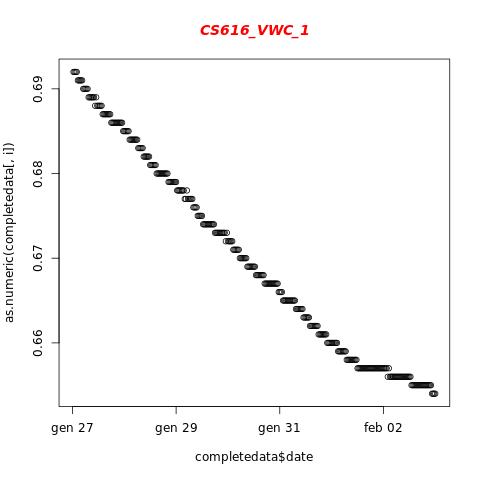 CS616_VWC_1
as.numeric(completedata[, i])
0.69
0.68
0.67
0.66
gen 27
gen 29
gen 31
feb 02
completedata$date